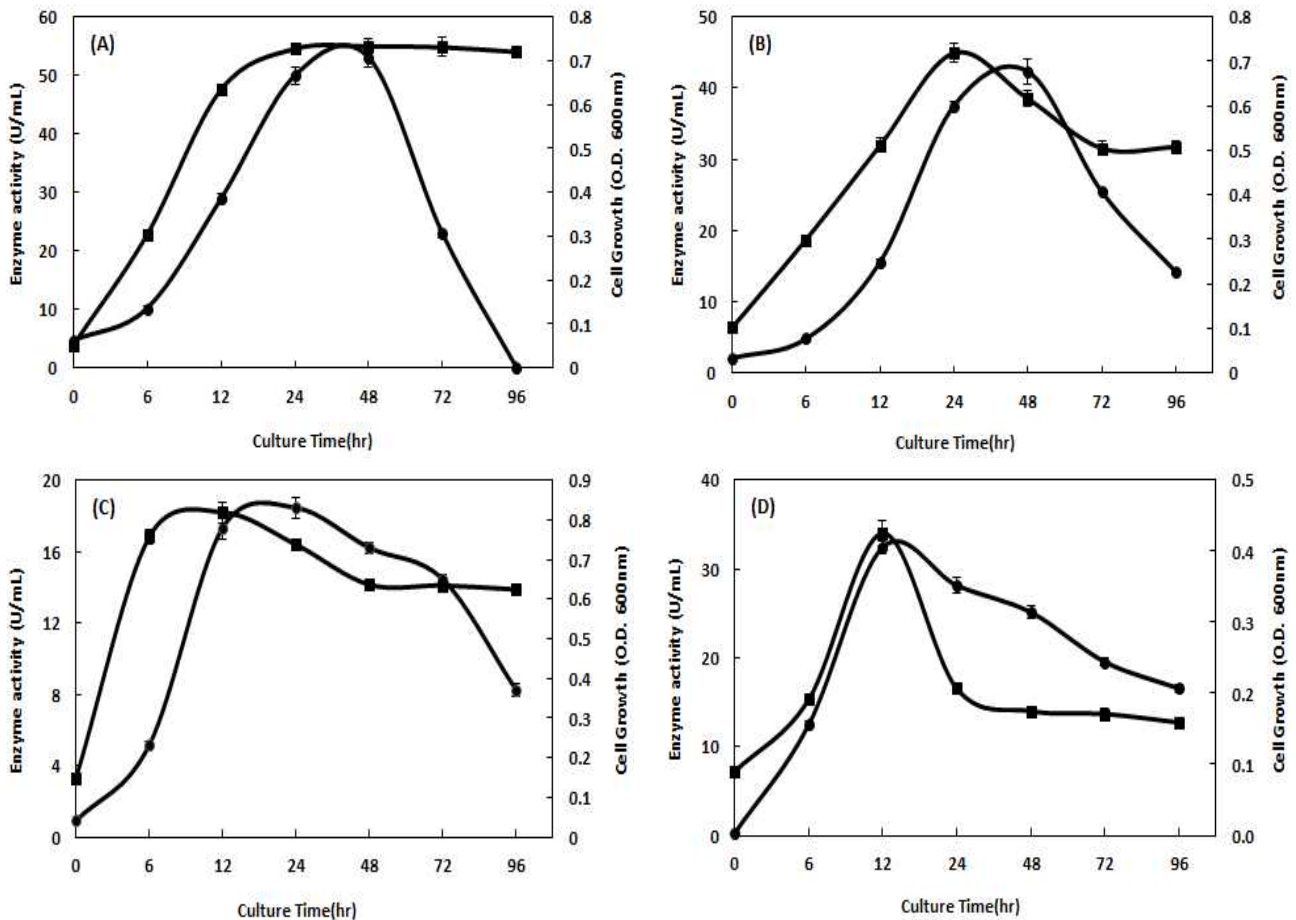 (A)
Enzyme activity (U/mL)
60
50
40
30
20
10
0
0.8
0.7
0.6
0.5
0.4
0.3
0.2
0.1
0
Cell Growth (O.D. 600nm)
0 6 12 24 48 72 96
Culture Time(hr)
(B)
Enzyme activity (U/mL)
50
40
30
20
10
0
0.8
0.7
0.6
0.5
0.4
0.3
0.2
0.1
0
Cell Growth (O.D. 600nm)
0 6 12 24 48 72 96
Culture Time(hr)
(C)
Enzyme activity (U/mL)
20
16
12
8
4
0
0.9
0.8
0.7
0.6
0.5
0.4
0.3
0.2
0.1
0
Cell Growth (O.D. 600nm)
0 6 12 24 48 72 96
Culture Time(hr)
(D)
Enzyme activity (U/mL)
40
30
20
10
0
0.5
0.4
0.3
0.2
0.1
0.0
Cell Growth (O.D. 600nm)
0 6 12 24 48 72 96
Culture Time(hr)